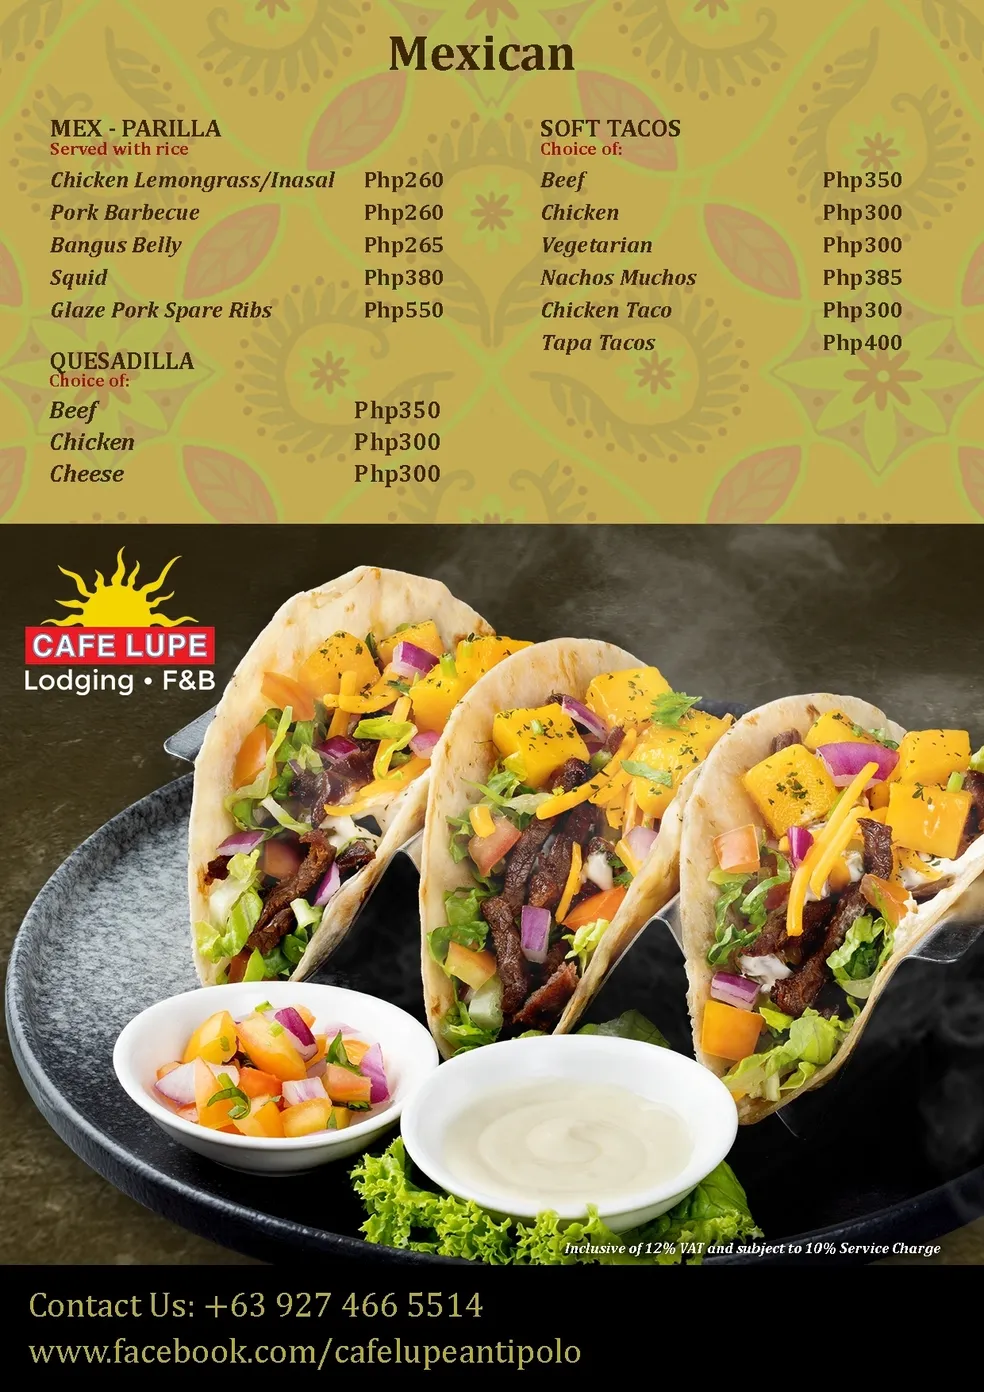 Mexican
MEX - PARILLA
Served with rice
Chicken Lemongrass/Inasal Php260
Pork Barbecue Php260
Bangus Belly Php265
Squid Php380
Glaze Pork Spare Ribs Php550
QUESADILLA
Choice of:
Beef Php350
Chicken Php300
Cheese Php300
SOFT TACOS
Choice of:
Beef Php350
Chicken Php300
Vegetarian Php300
Nachos Muchos Php385
Chicken Taco Php300
Tapa Tacos Php400
CAFE LUPE
Lodging • F&B
Inclusive of 12% VAT and subject to 10% Service Charge
Contact Us: +63 927 466 5514
www.facebook.com/cafelupeantipolo